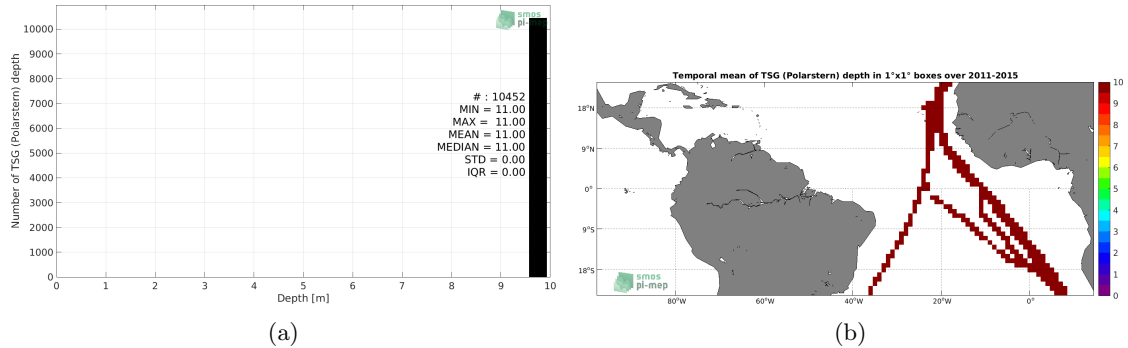 smos
pi-mep
10000
9000
8000
7000
6000
5000
4000
3000
2000
1000
0
Number of TSG (Polarstern) depth
# : 10452
MIN = 11.00
MAX = 11.00
MEAN = 11.00
MEDIAN = 11.00
STD = 0.00
IQR = 0.00
0 1 2 3 4 5 6 7 8 9 10
Depth [m]
(a)
Temporal mean of TSG (Polarstern) depth in 1°x1° boxes over 2011-2015
18°N
9°N
0°
9°S
18°S
80°W 60°W 40°W 20°W 0°
smos
pi-mep
10
9
8
7
6
5
4
3
2
1
0
(b)